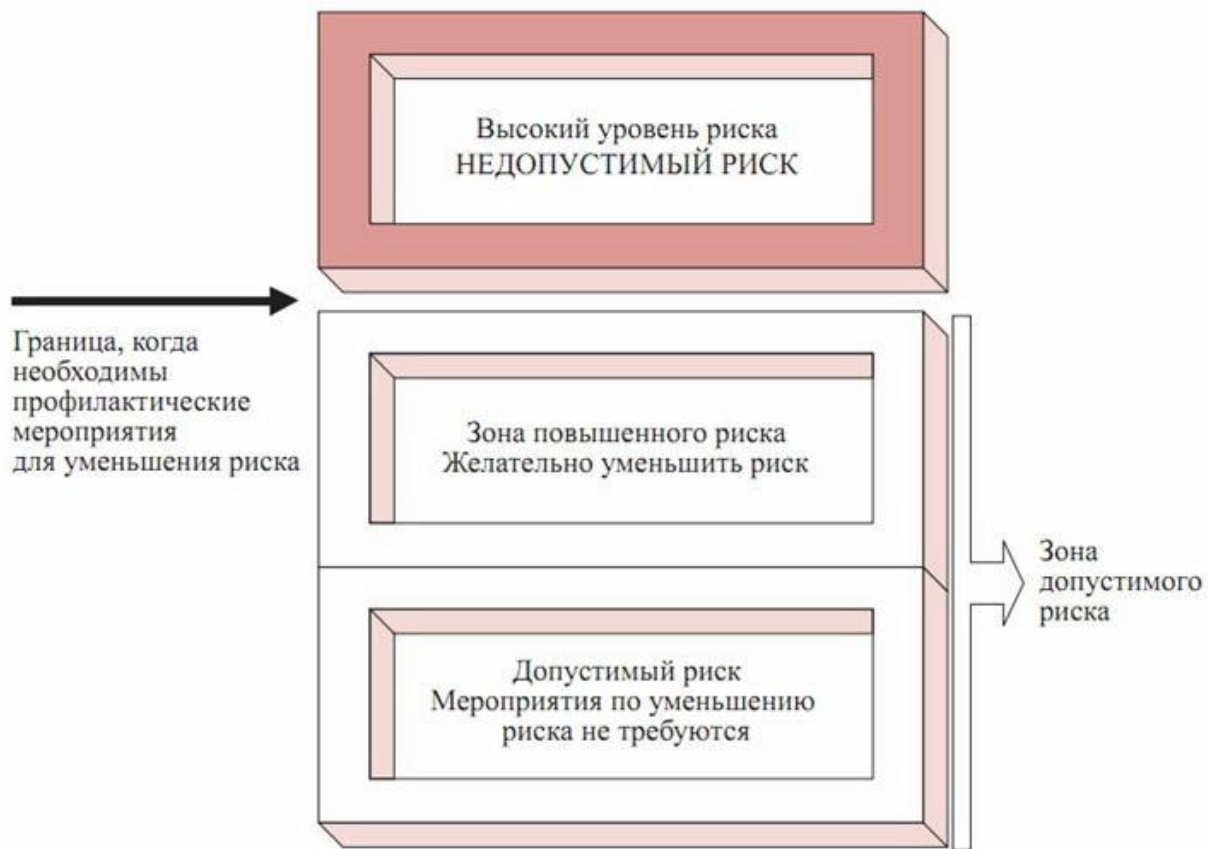 Высокий уровень риска
НЕДОПУСТИМЫЙ РИСК
Граница, когда
необходимы
профилактические
мероприятия
для уменьшения риска
Зона повышенного риска
Желательно уменьшить риск
Зона
допустимого
риска
Допустимый риск
Мероприятия по уменьшению
риска не требуются